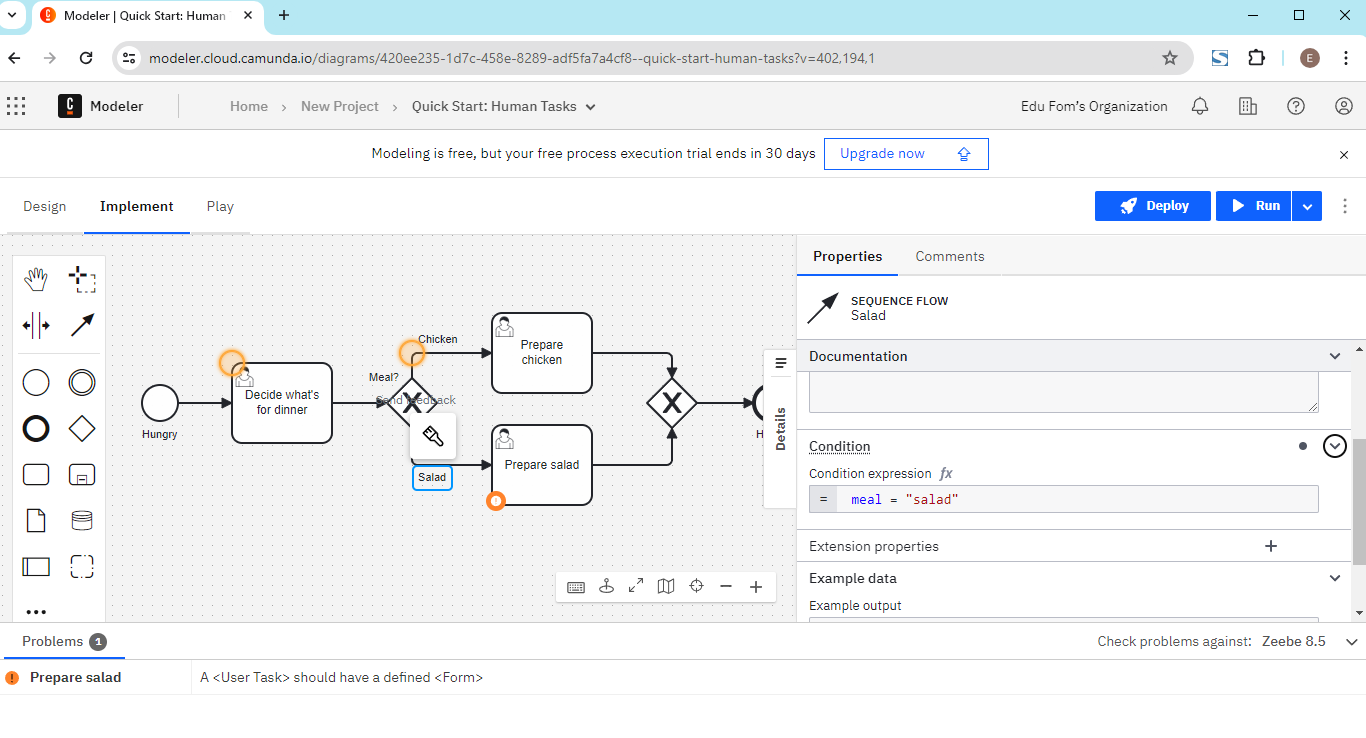 Modeler | Quick Start: Human
modeler.cloud.camunda.io/diagrams/420ee235-1d7c-458e-8289-adf5fa7a4cf8--quick-start-human-tasks?v=402,194,1
E
Modeler
Home
New Project
Quick Start: Human Tasks
Edu Fom's Organization
Modeling is free, but your free process execution trial ends in 30 days
Upgrade now
Design
Implement
Play
Deploy
Run
Properties
Comments
SEQUENCE FLOW
Salad
Documentation
Condition
Condition expression fx
= meal = "salad"
Extension properties
Example data
Example output
Hungry
Decide what's
for dinner
Meal?
Chicken
Send feedback
Salad
Prepare
chicken
Prepare salad
H
Details
Problems 1
Check problems against: Zeebe 8.5
Prepare salad
A <User Task> should have a defined <Form>